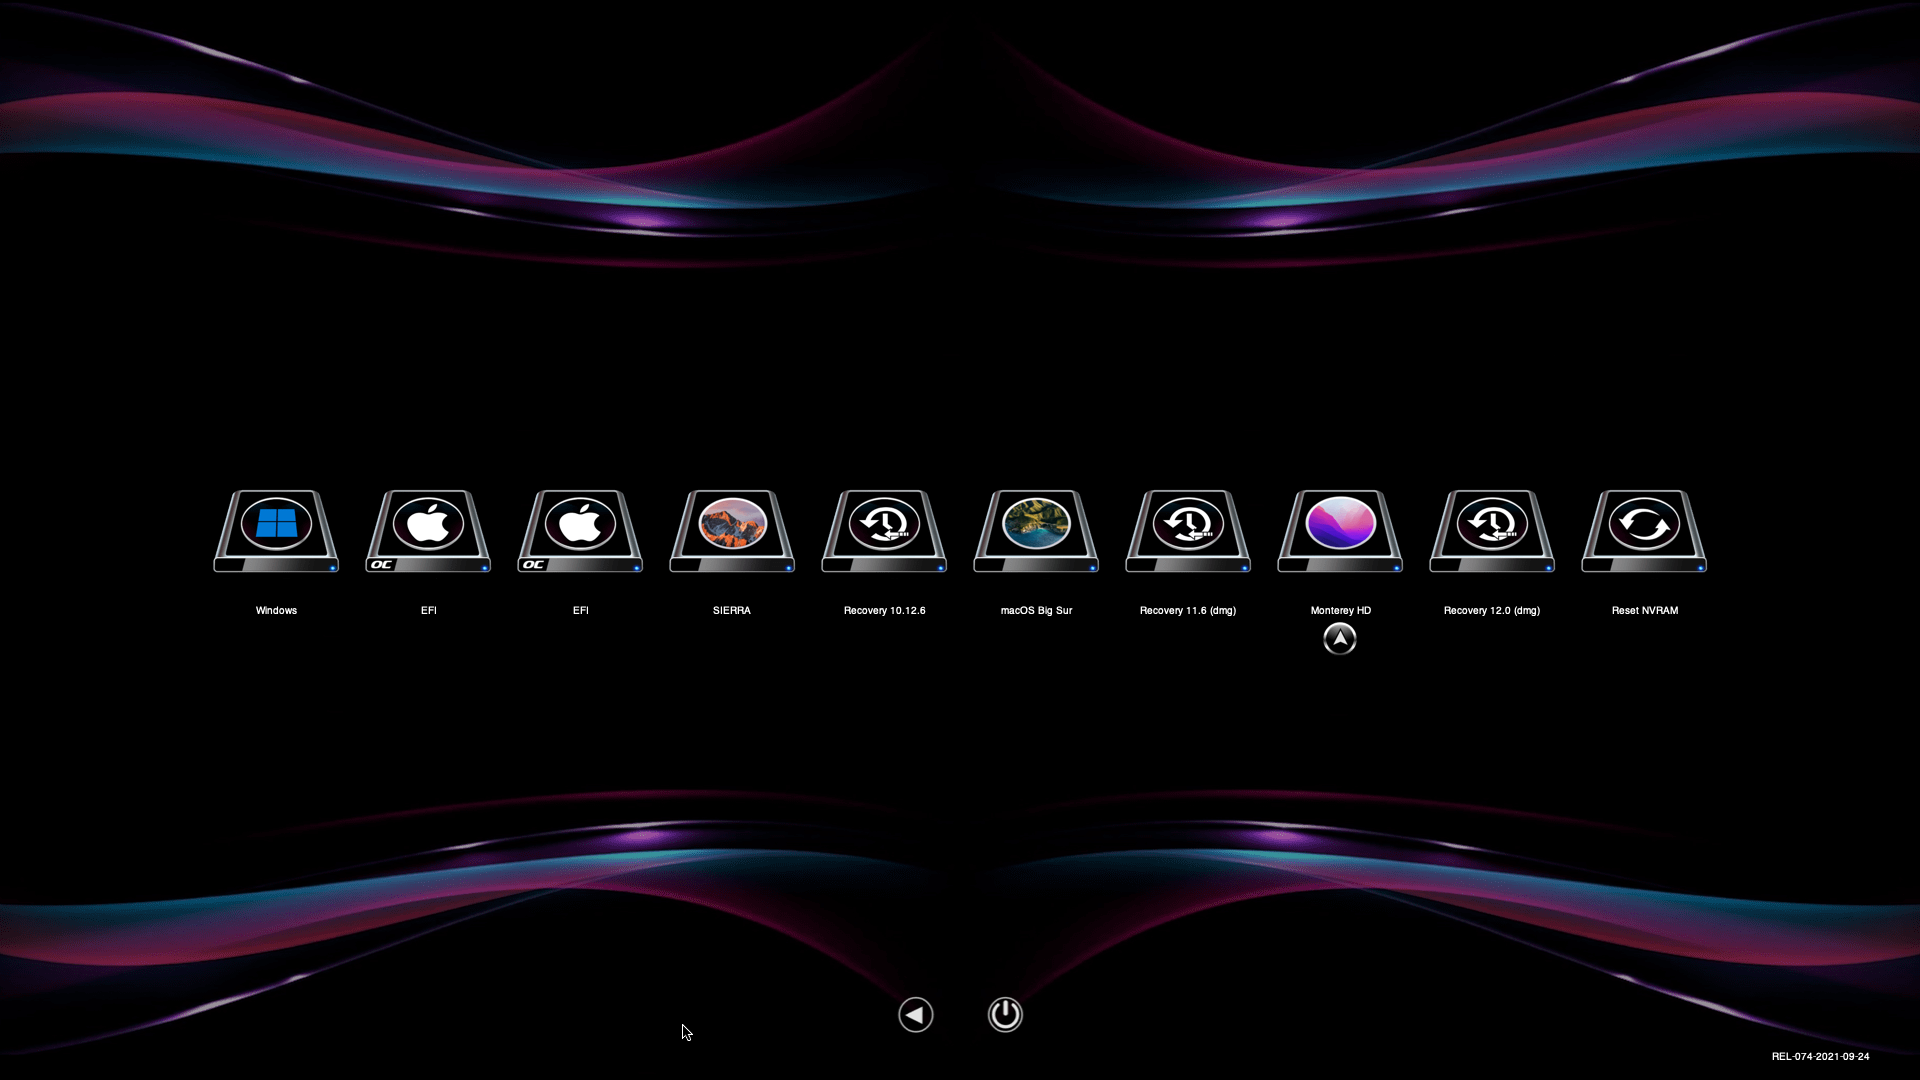 OC
OC
Windows
EFI
EFI
SIERRA
Recovery 10.12.6
macOS Big Sur
Recovery 11.6 (dmg)
Monterey HD
Recovery 12.0 (dmg)
Reset NVRAM
REL-074-2021-09-24